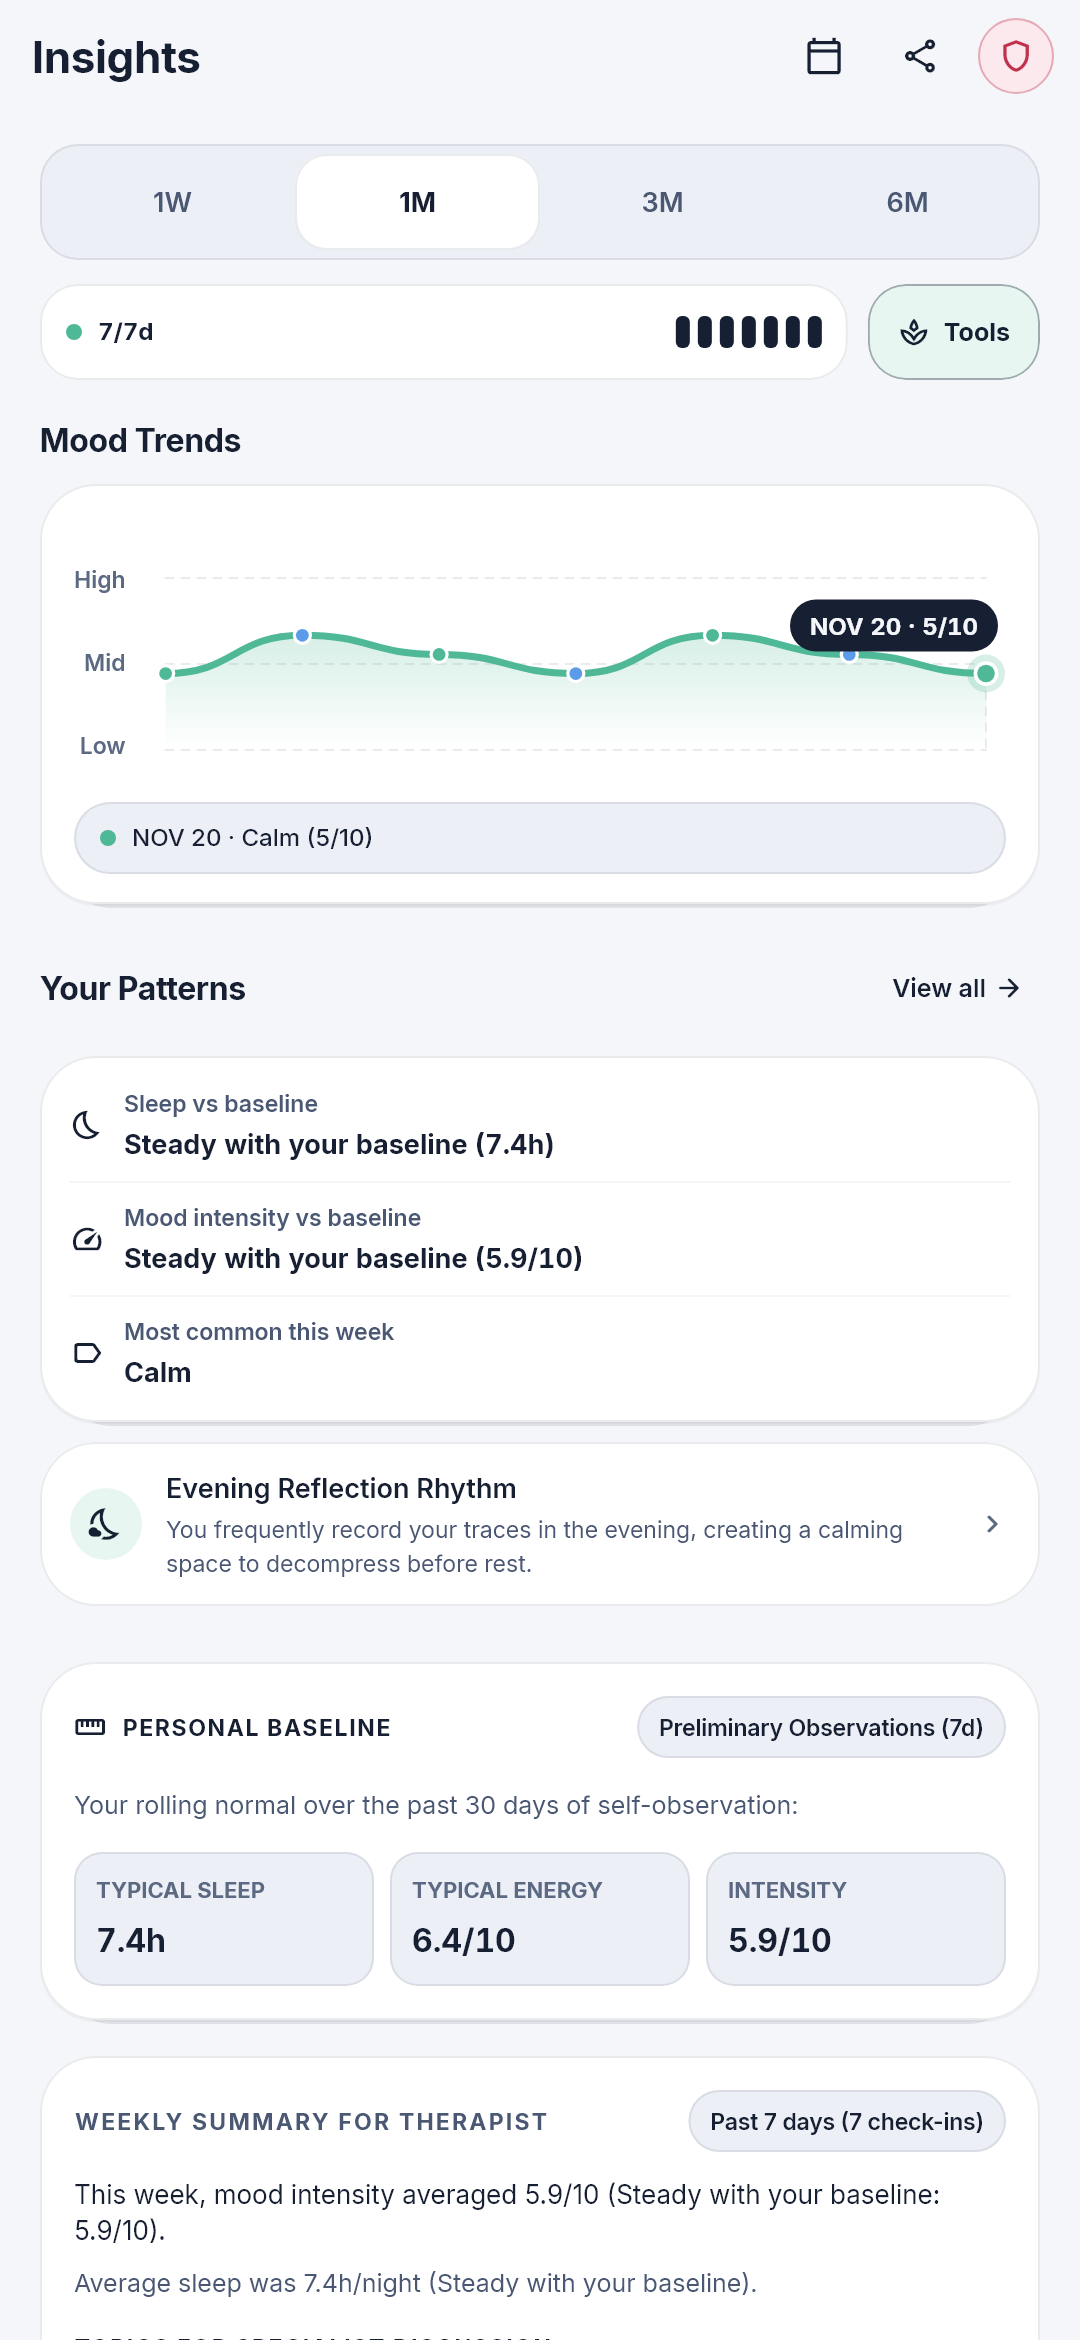 Insights
1W
1M
3M
6M
7/7d
Tools
Mood Trends
High
NOV 20 · 5/10
Mid
Low
NOV 20 · Calm (5/10)
Your Patterns
View all
Sleep vs baseline
Steady with your baseline (7.4h)
Mood intensity vs baseline
Steady with your baseline (5.9/10)
Most common this week
Calm
Evening Reflection Rhythm
You frequently record your traces in the evening, creating a calming
space to decompress before rest.
PERSONAL BASELINE
Preliminary Observations (7d)
Your rolling normal over the past 30 days of self-observation:
TYPICAL SLEEP
7.4h
TYPICAL ENERGY
6.4/10
INTENSITY
5.9/10
WEEKLY SUMMARY FOR THERAPIST
Past 7 days (7 check-ins)
This week, mood intensity averaged 5.9/10 (Steady with your baseline:
5.9/10).
Average sleep was 7.4h/night (Steady with your baseline).